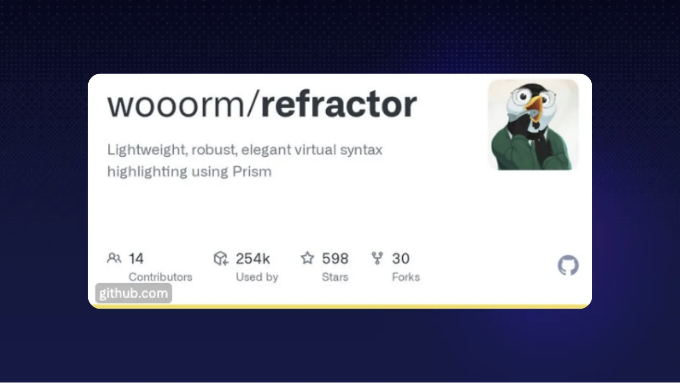 wooorm/refractor
Lightweight, robust, elegant virtual syntax
highlighting using Prism
14 254k 598 30
Contributors Used by Stars Forks
github.com